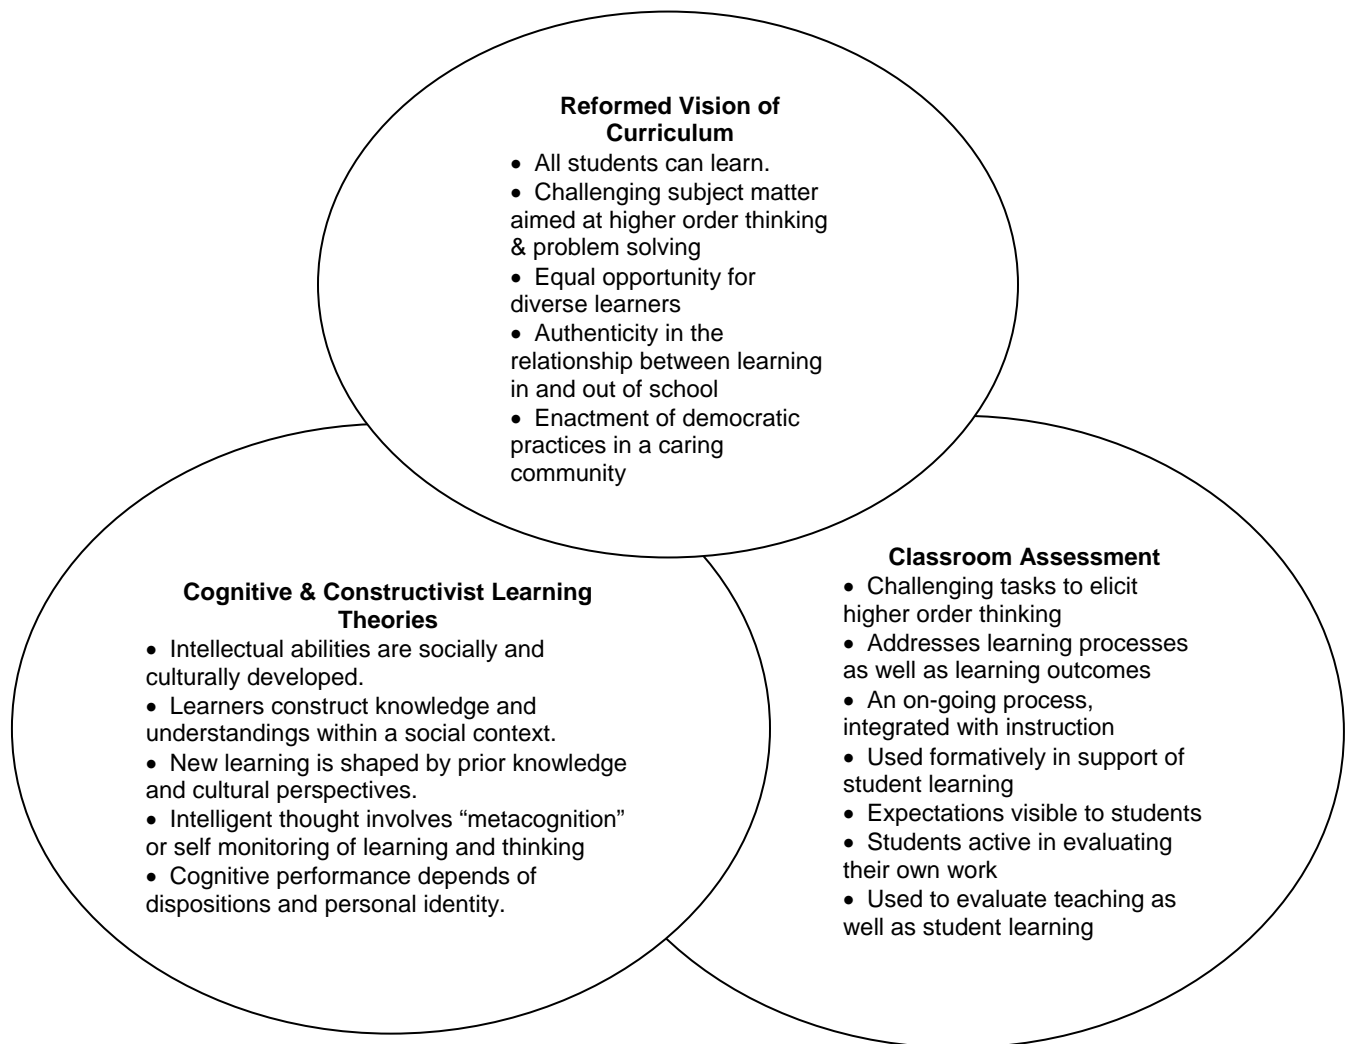 Reformed Vision of
Curriculum
• All students can learn.
• Challenging subject matter
aimed at higher order thinking
& problem solving
• Equal opportunity for
diverse learners
• Authenticity in the
relationship between learning
in and out of school
• Enactment of democratic
practices in a caring
community
Cognitive & Constructivist Learning
Theories
• Intellectual abilities are socially and
culturally developed.
• Learners construct knowledge and
understandings within a social context.
• New learning is shaped by prior knowledge
and cultural perspectives.
• Intelligent thought involves “metacognition”
or self monitoring of learning and thinking
• Cognitive performance depends of
dispositions and personal identity.
Classroom Assessment
• Challenging tasks to elicit
higher order thinking
• Addresses learning processes
as well as learning outcomes
• An on-going process,
integrated with instruction
• Used formatively in support of
student learning
• Expectations visible to students
• Students active in evaluating
their own work
• Used to evaluate teaching as
well as student learning